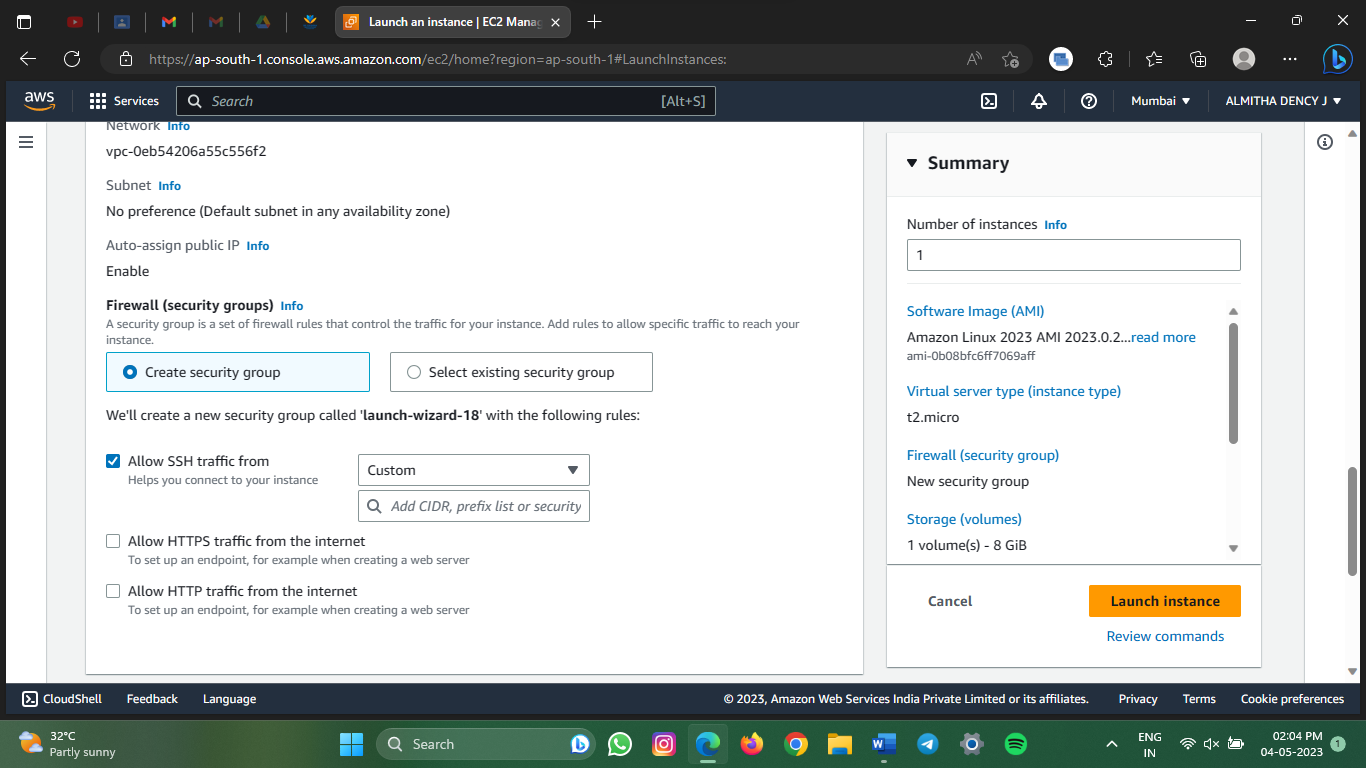 Launch an instance | EC2 Mana
https://ap-south-1.console.aws.amazon.com/ec2/home?region=ap-south-1#LaunchInstances:
aws
Services
Search
[Alt+S]
Mumbai
ALMITHA DENCY J
Network Info
vpc-0eb54206a55c556f2
Subnet Info
No preference (Default subnet in any availability zone)
Auto-assign public IP Info
Enable
Firewall (security groups) Info
A security group is a set of firewall rules that control the traffic for your instance. Add rules to allow specific traffic to reach your
instance.
Create security group
Select existing security group
We'll create a new security group called 'launch-wizard-18' with the following rules:
Allow SSH traffic from
Helps you connect to your instance
Custom
Add CIDR, prefix list or security
Allow HTTPS traffic from the internet
To set up an endpoint, for example when creating a web server
Allow HTTP traffic from the internet
To set up an endpoint, for example when creating a web server
Summary
Number of instances Info
1
Software Image (AMI)
Amazon Linux 2023 AMI 2023.0.2...read more
ami-0b08bfc6ff7069aff
Virtual server type (instance type)
t2.micro
Firewall (security group)
New security group
Storage (volumes)
1 volume(s) - 8 GiB
Cancel
Launch instance
Review commands
CloudShell
Feedback
Language
© 2023, Amazon Web Services India Private Limited or its affiliates.
Privacy
Terms
Cookie preferences
32°C
Partly sunny
Search
ENG
IN
02:04 PM
04-05-2023
1